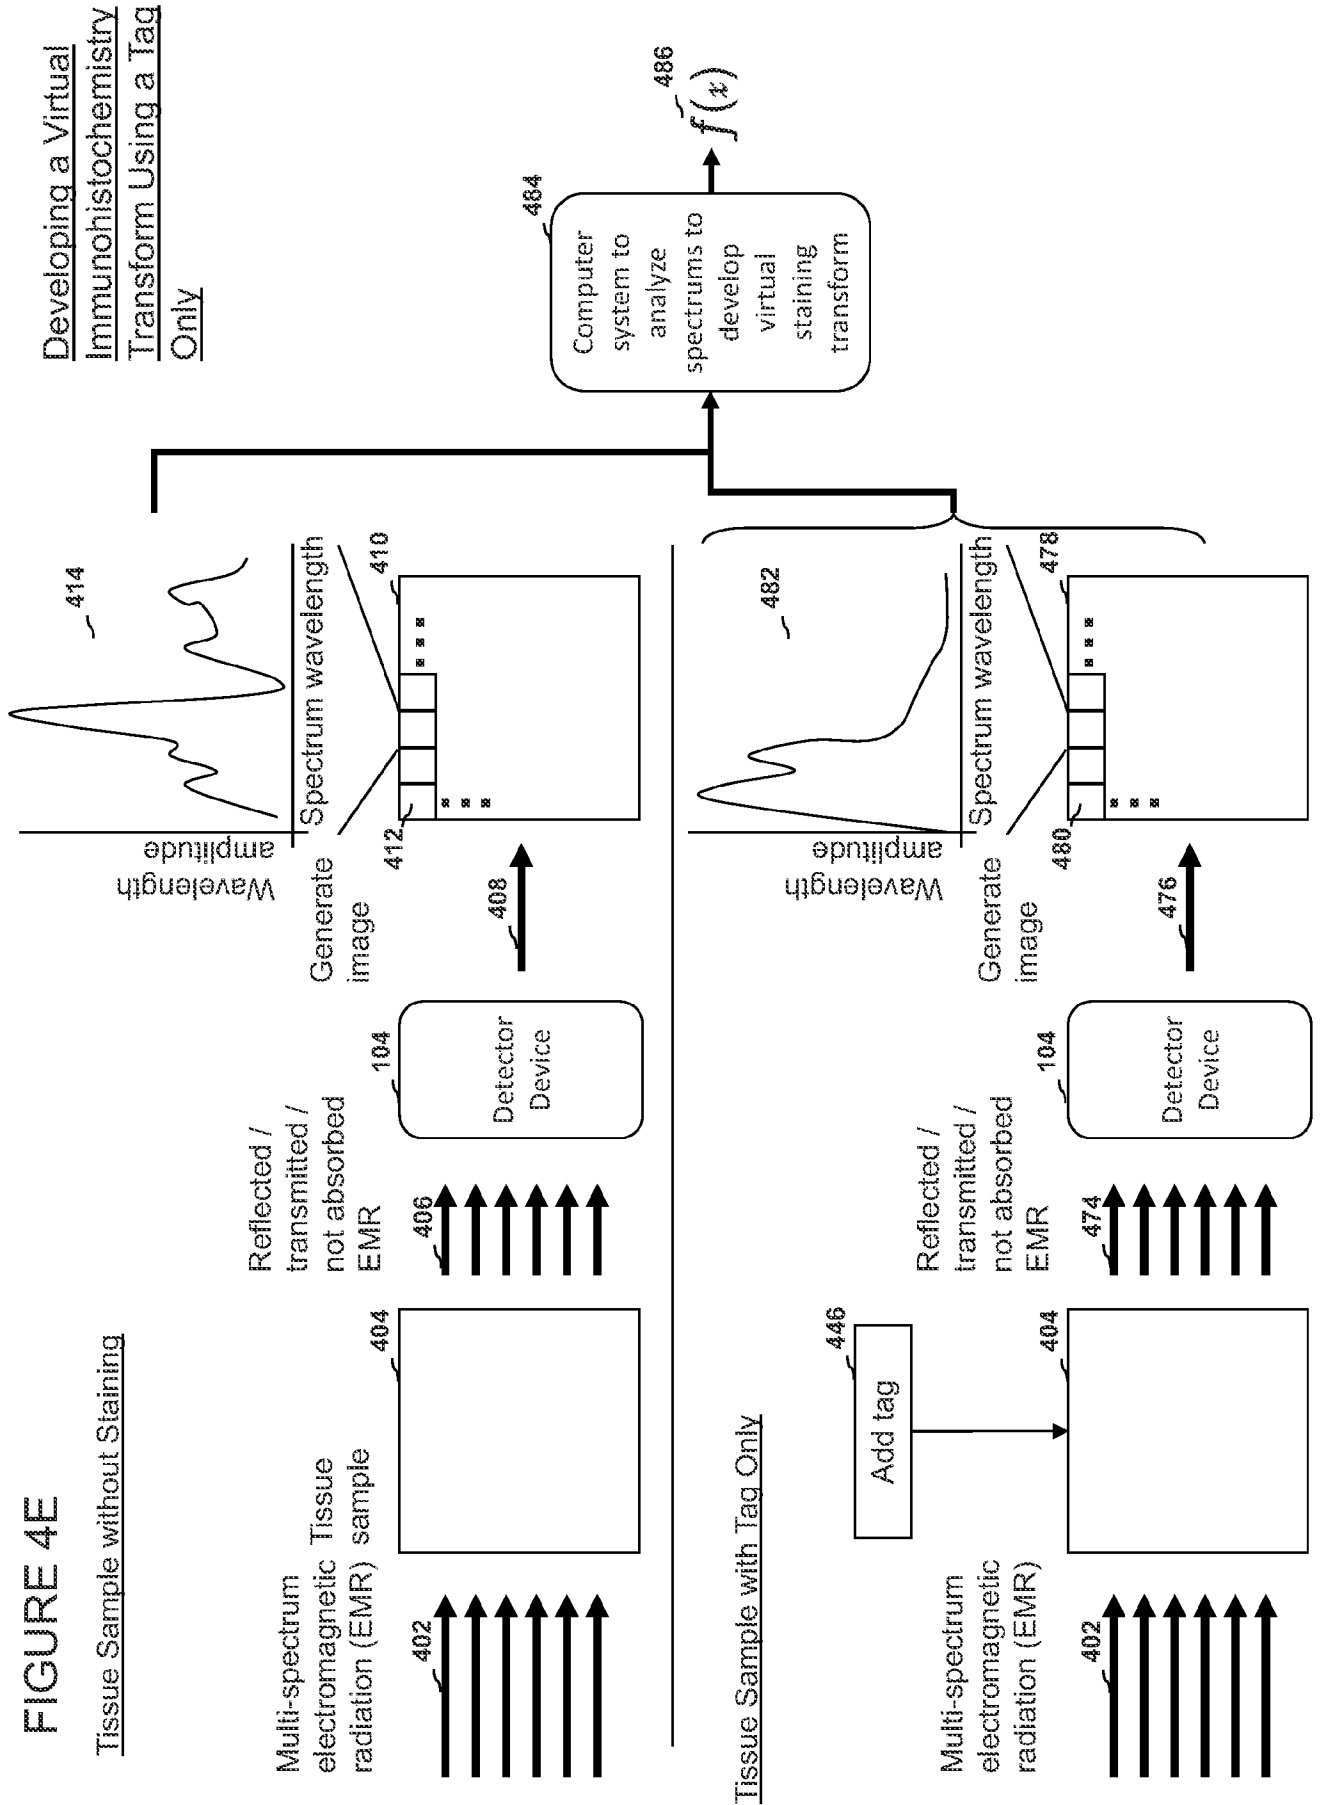 FIGURE 4E
Developing a Virtual
Immunohistochemistry
Transform Using a Tag
Only
Tissue Sample without Staining
Multi-spectrum
electromagnetic
radiation (EMR)
402
Tissue
sample
404
Reflected /
transmitted /
not absorbed
EMR
406
104
Detector
Device
Generate
image
408
Wavelength
amplitude
414
Spectrum wavelength
412
410
Tissue Sample with Tag Only
Multi-spectrum
electromagnetic
radiation (EMR)
402
Add tag
446
404
Reflected /
transmitted /
not absorbed
EMR
474
104
Detector
Device
Generate
image
476
Wavelength
amplitude
482
Spectrum wavelength
480
478
484
Computer
system to
analyze
spectrums to
develop
virtual
staining
transform
486
f(x)